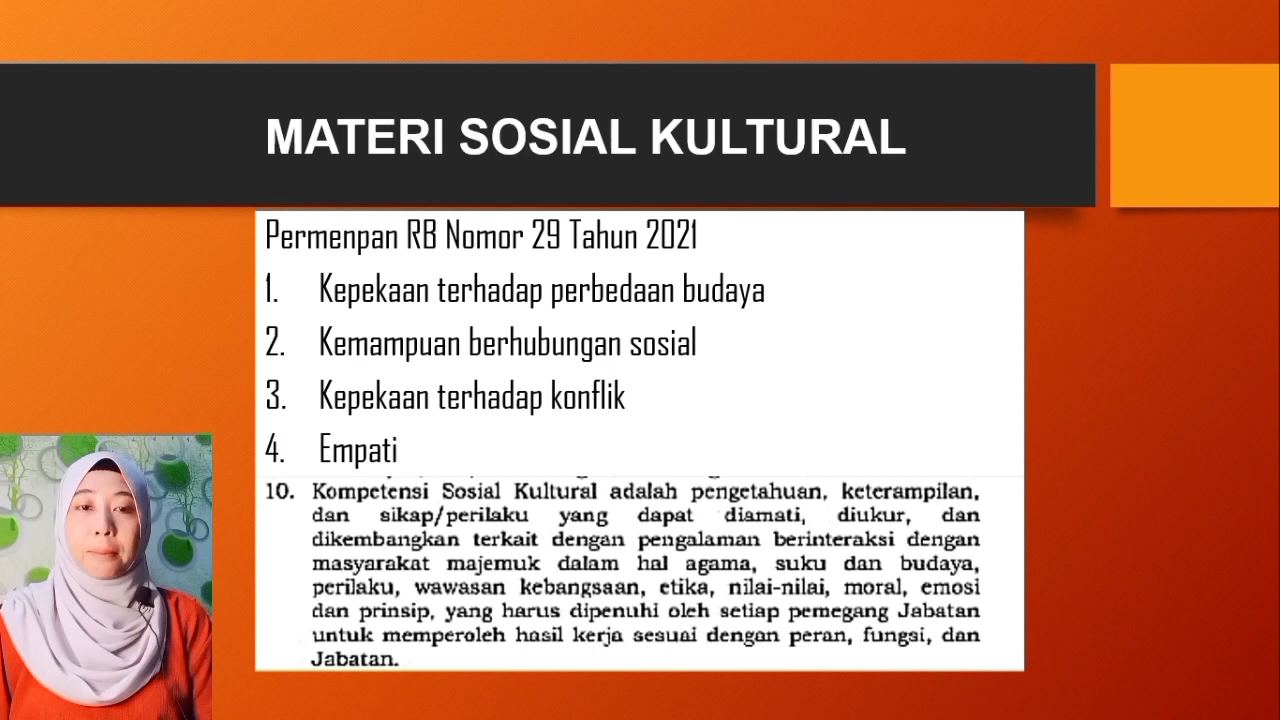 MATERI SOSIAL KULTURAL
Permenpan RB Nomor 29 Tahun 2021
1. Kepekaan terhadap perbedaan budaya
2. Kemampuan berhubungan sosial
3. Kepekaan terhadap konflik
4. Empati
10. Kompetensi Sosial Kultural adalah pengetahuan, keterampilan,
dan sikap/perilaku yang dapat diamati, diukur, dan
dikembangkan terkait dengan pengalaman berinteraksi dengan
masyarakat majemuk dalam hal agama, suku dan budaya,
perilaku, wawasan kebangsaan, etika, nilai-nilai, moral, emosi
dan prinsip, yang harus dipenuhi oleh setiap pemegang Jabatan
untuk memperoleh hasil kerja sesuai dengan peran, fungsi, dan
Jabatan.